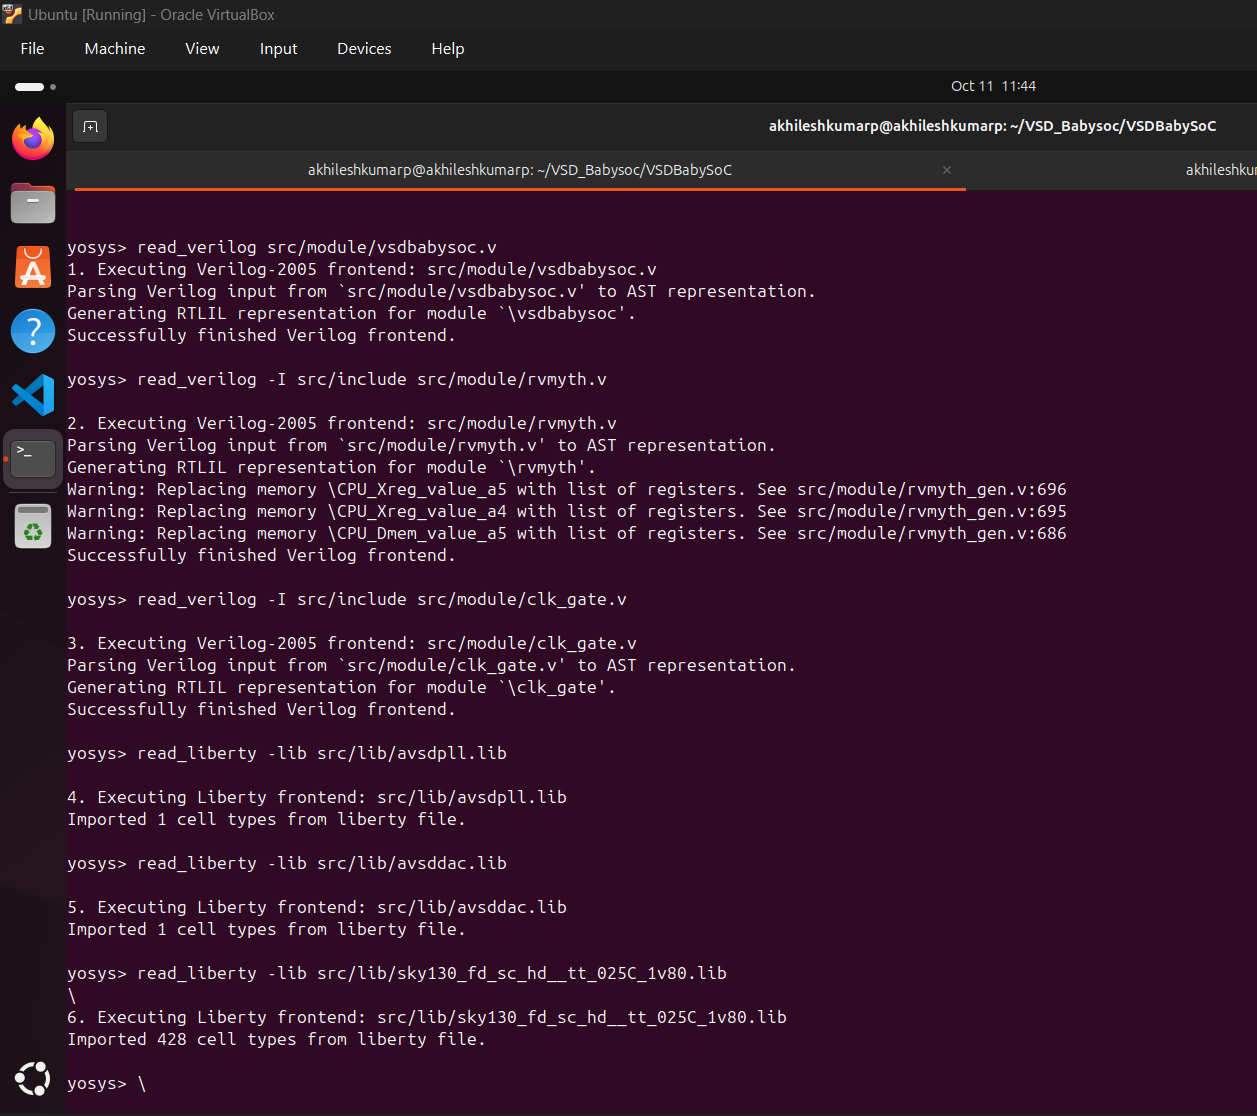 Ubuntu [Running] - Oracle VirtualBox
File Machine View Input Devices Help
Oct 11 11:44
akhileshkumarp@akhileshkumarp: ~/VSD_Babysoc/VSDBabySoC
akhileshkumarp@akhileshkumarp: ~/VSD_Babysoc/VSDBabySoC × akhileshkur
yosys> read_verilog src/module/vsdbabysoc.v
1. Executing Verilog-2005 frontend: src/module/vsdbabysoc.v
Parsing Verilog input from `src/module/vsdbabysoc.v' to AST representation.
Generating RTLIL representation for module `\vsdbabysoc'.
Successfully finished Verilog frontend.
yosys> read_verilog -I src/include src/module/rvmyth.v
2. Executing Verilog-2005 frontend: src/module/rvmyth.v
Parsing Verilog input from `src/module/rvmyth.v' to AST representation.
Generating RTLIL representation for module `\rvmyth'.
Warning: Replacing memory \CPU_Xreg_value_a5 with list of registers. See src/module/rvmyth_gen.v:696
Warning: Replacing memory \CPU_Xreg_value_a4 with list of registers. See src/module/rvmyth_gen.v:695
Warning: Replacing memory \CPU_Dmem_value_a5 with list of registers. See src/module/rvmyth_gen.v:686
Successfully finished Verilog frontend.
yosys> read_verilog -I src/include src/module/clk_gate.v
3. Executing Verilog-2005 frontend: src/module/clk_gate.v
Parsing Verilog input from `src/module/clk_gate.v' to AST representation.
Generating RTLIL representation for module `\clk_gate'.
Successfully finished Verilog frontend.
yosys> read_liberty -lib src/lib/avsdpll.lib
4. Executing Liberty frontend: src/lib/avsdpll.lib
Imported 1 cell types from liberty file.
yosys> read_liberty -lib src/lib/avsddac.lib
5. Executing Liberty frontend: src/lib/avsddac.lib
Imported 1 cell types from liberty file.
yosys> read_liberty -lib src/lib/sky130_fd_sc_hd__tt_025C_1v80.lib
\
6. Executing Liberty frontend: src/lib/sky130_fd_sc_hd__tt_025C_1v80.lib
Imported 428 cell types from liberty file.
yosys> \